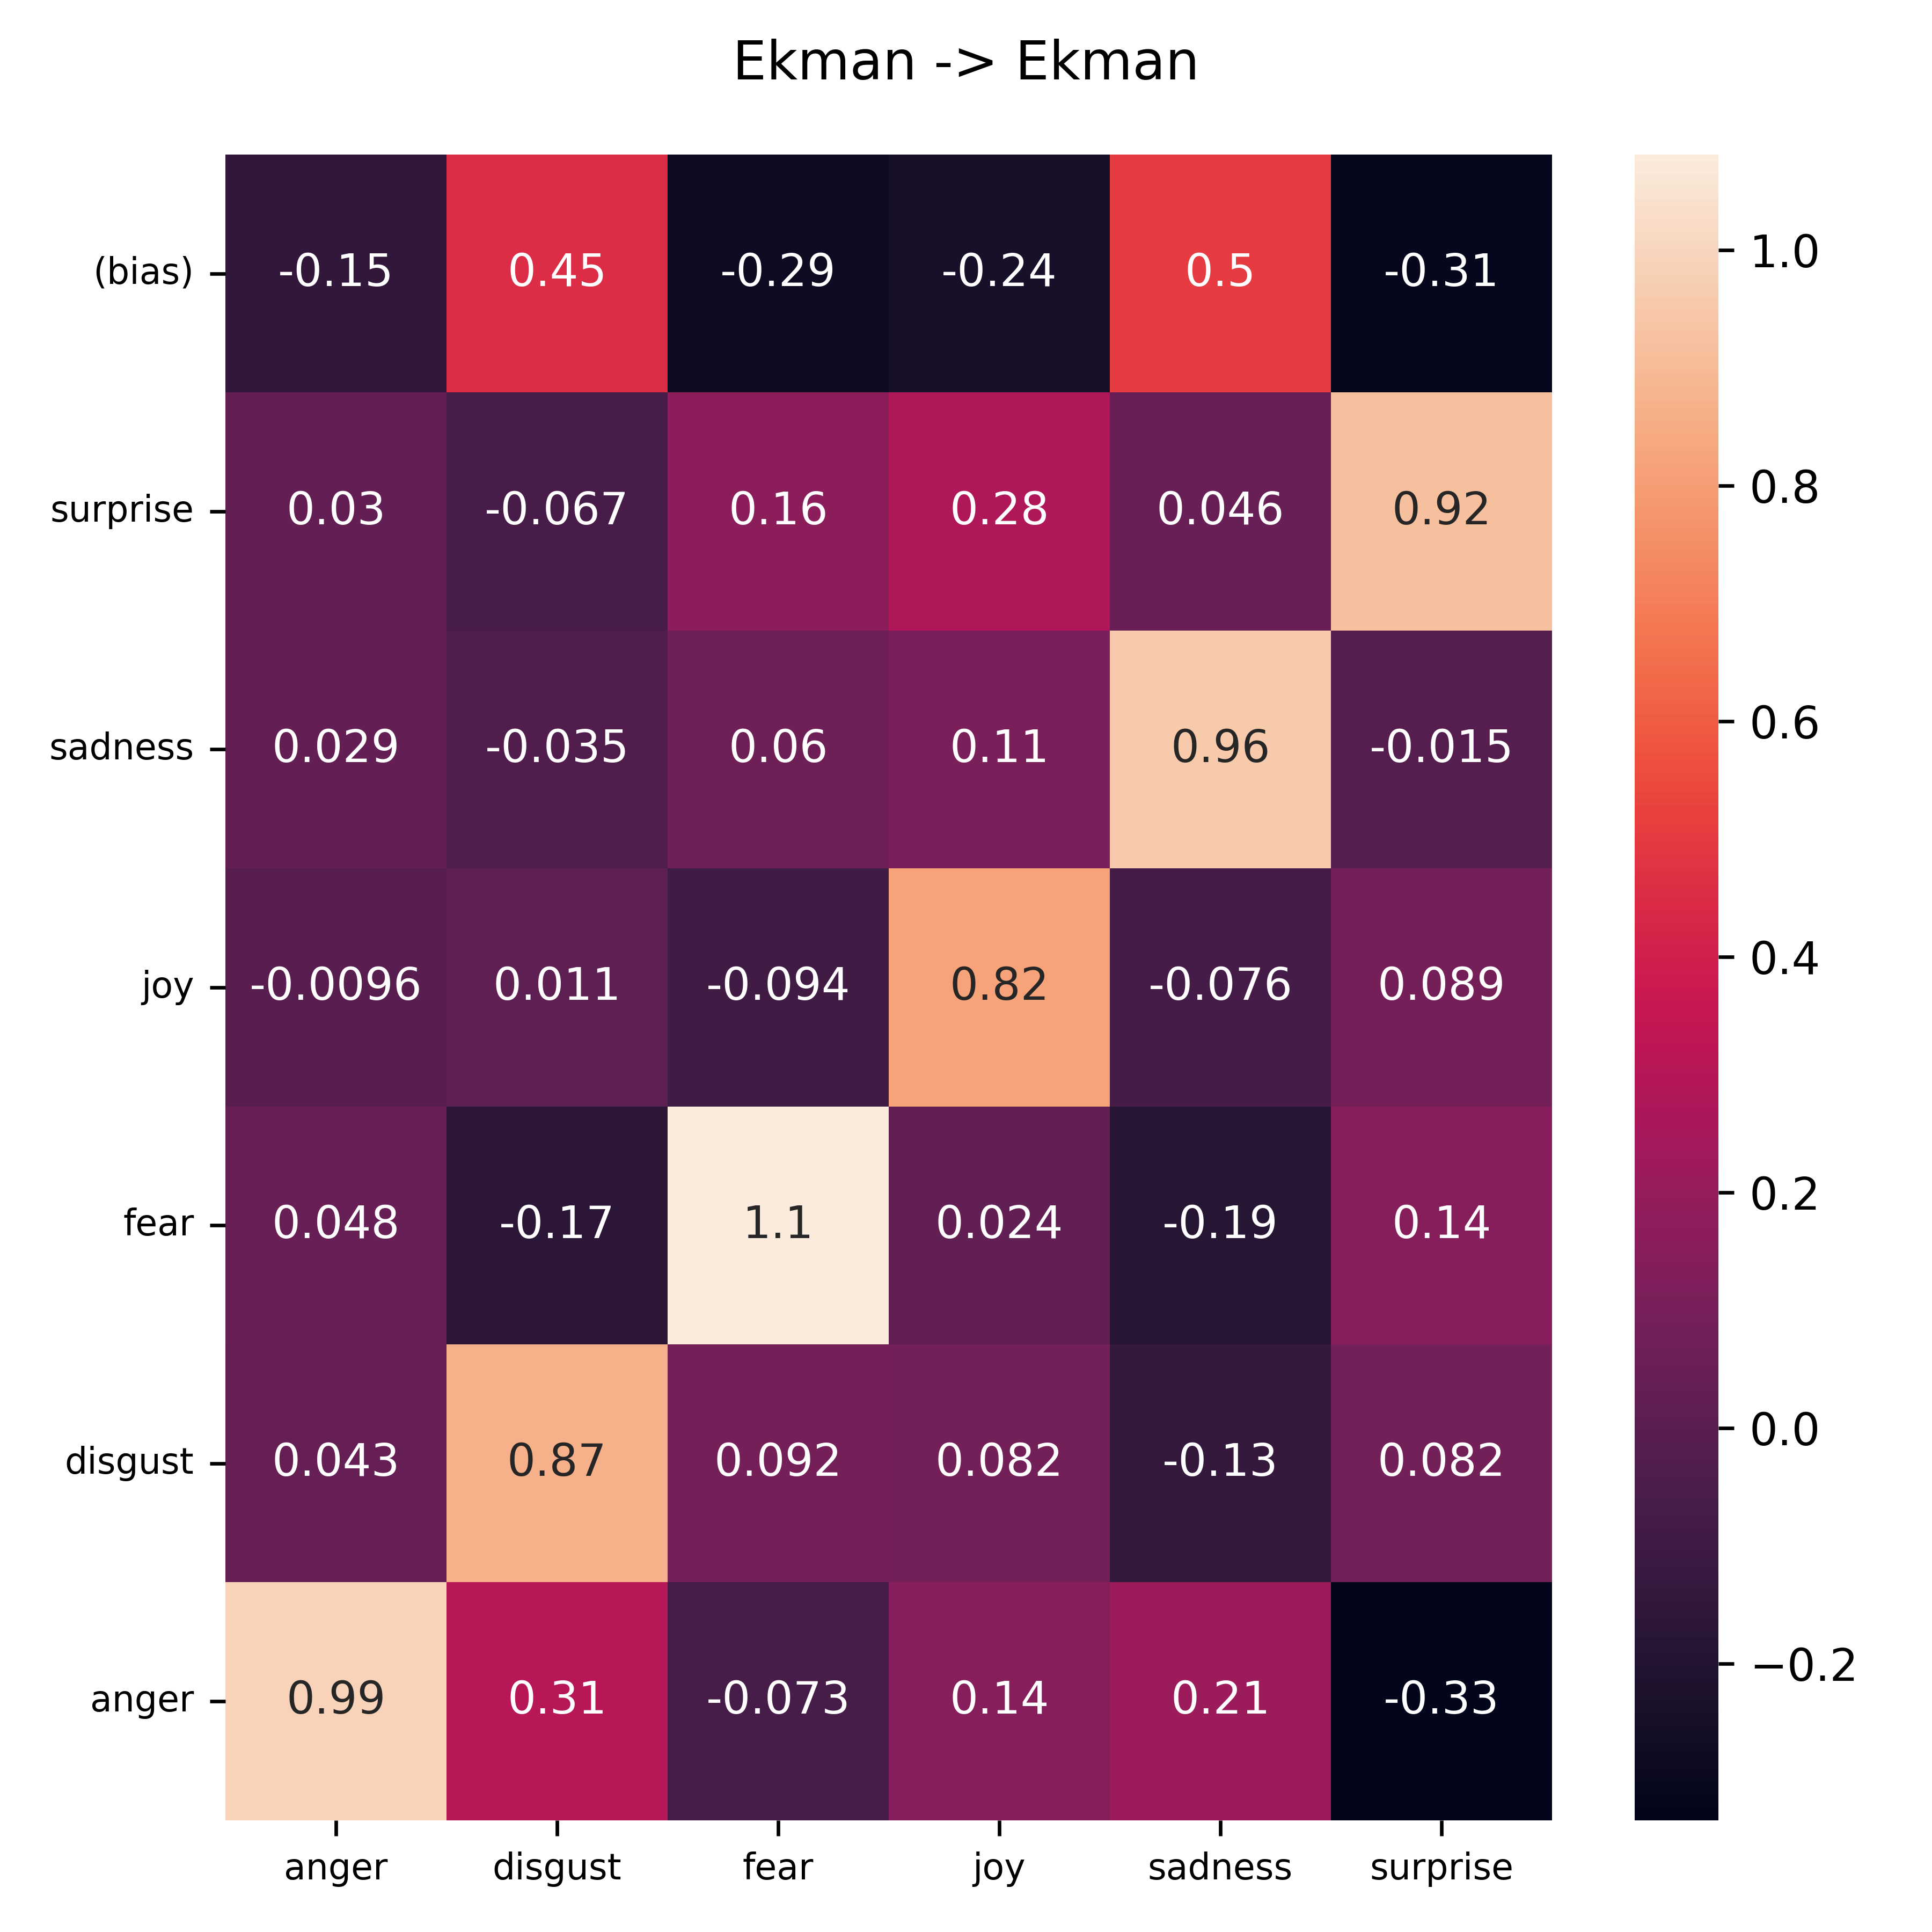 Ekman -> Ekman
(bias) -0.15 0.45 -0.29 -0.24 0.5 -0.31
surprise 0.03 -0.067 0.16 0.28 0.046 0.92
sadness 0.029 -0.035 0.06 0.11 0.96 -0.015
joy -0.0096 0.011 -0.094 0.82 -0.076 0.089
fear 0.048 -0.17 1.1 0.024 -0.19 0.14
disgust 0.043 0.87 0.092 0.082 -0.13 0.082
anger 0.99 0.31 -0.073 0.14 0.21 -0.33
anger disgust fear joy sadness surprise
1.0
0.8
0.6
0.4
0.2
0.0
−0.2